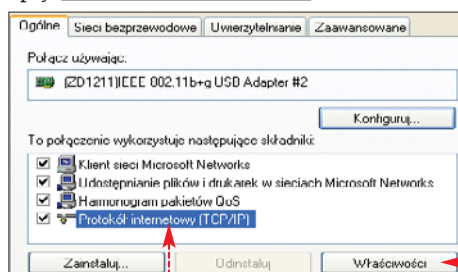 Ogólne Sieci bezprzewodowe Uwierzytelnianie Zaawansowane
Połącz używając:
(ZD1211)IEEE 802.11b+g USB Adapter #2
Konfiguruj...
To połączenie wykorzystuje następujące składniki:
Klient sieci Microsoft Networks
Udostępnianie plików i drukarek w sieciach Microsoft Networks
Harmonogram pakietów QoS
Protokół internetowy (TCP/IP)
Zainstaluj... Odinstaluj Właściwości